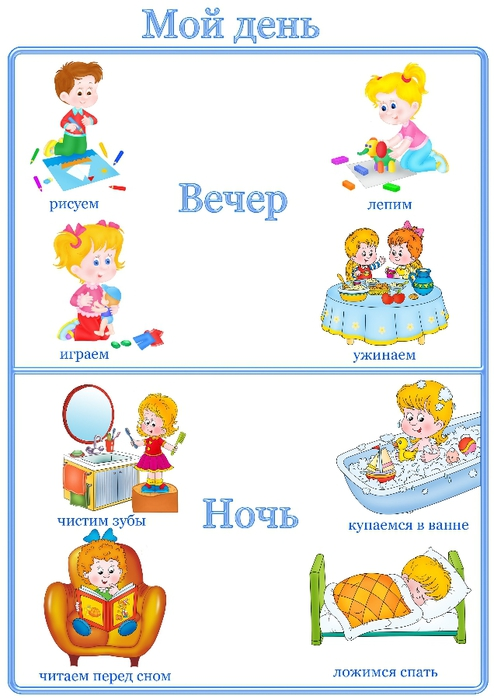 Мой день
рисуем
лепим
Вечер
играем
ужинаем
чистим зубы
Ночь
купаемся в ванне
читаем перед сном
ложимся спать